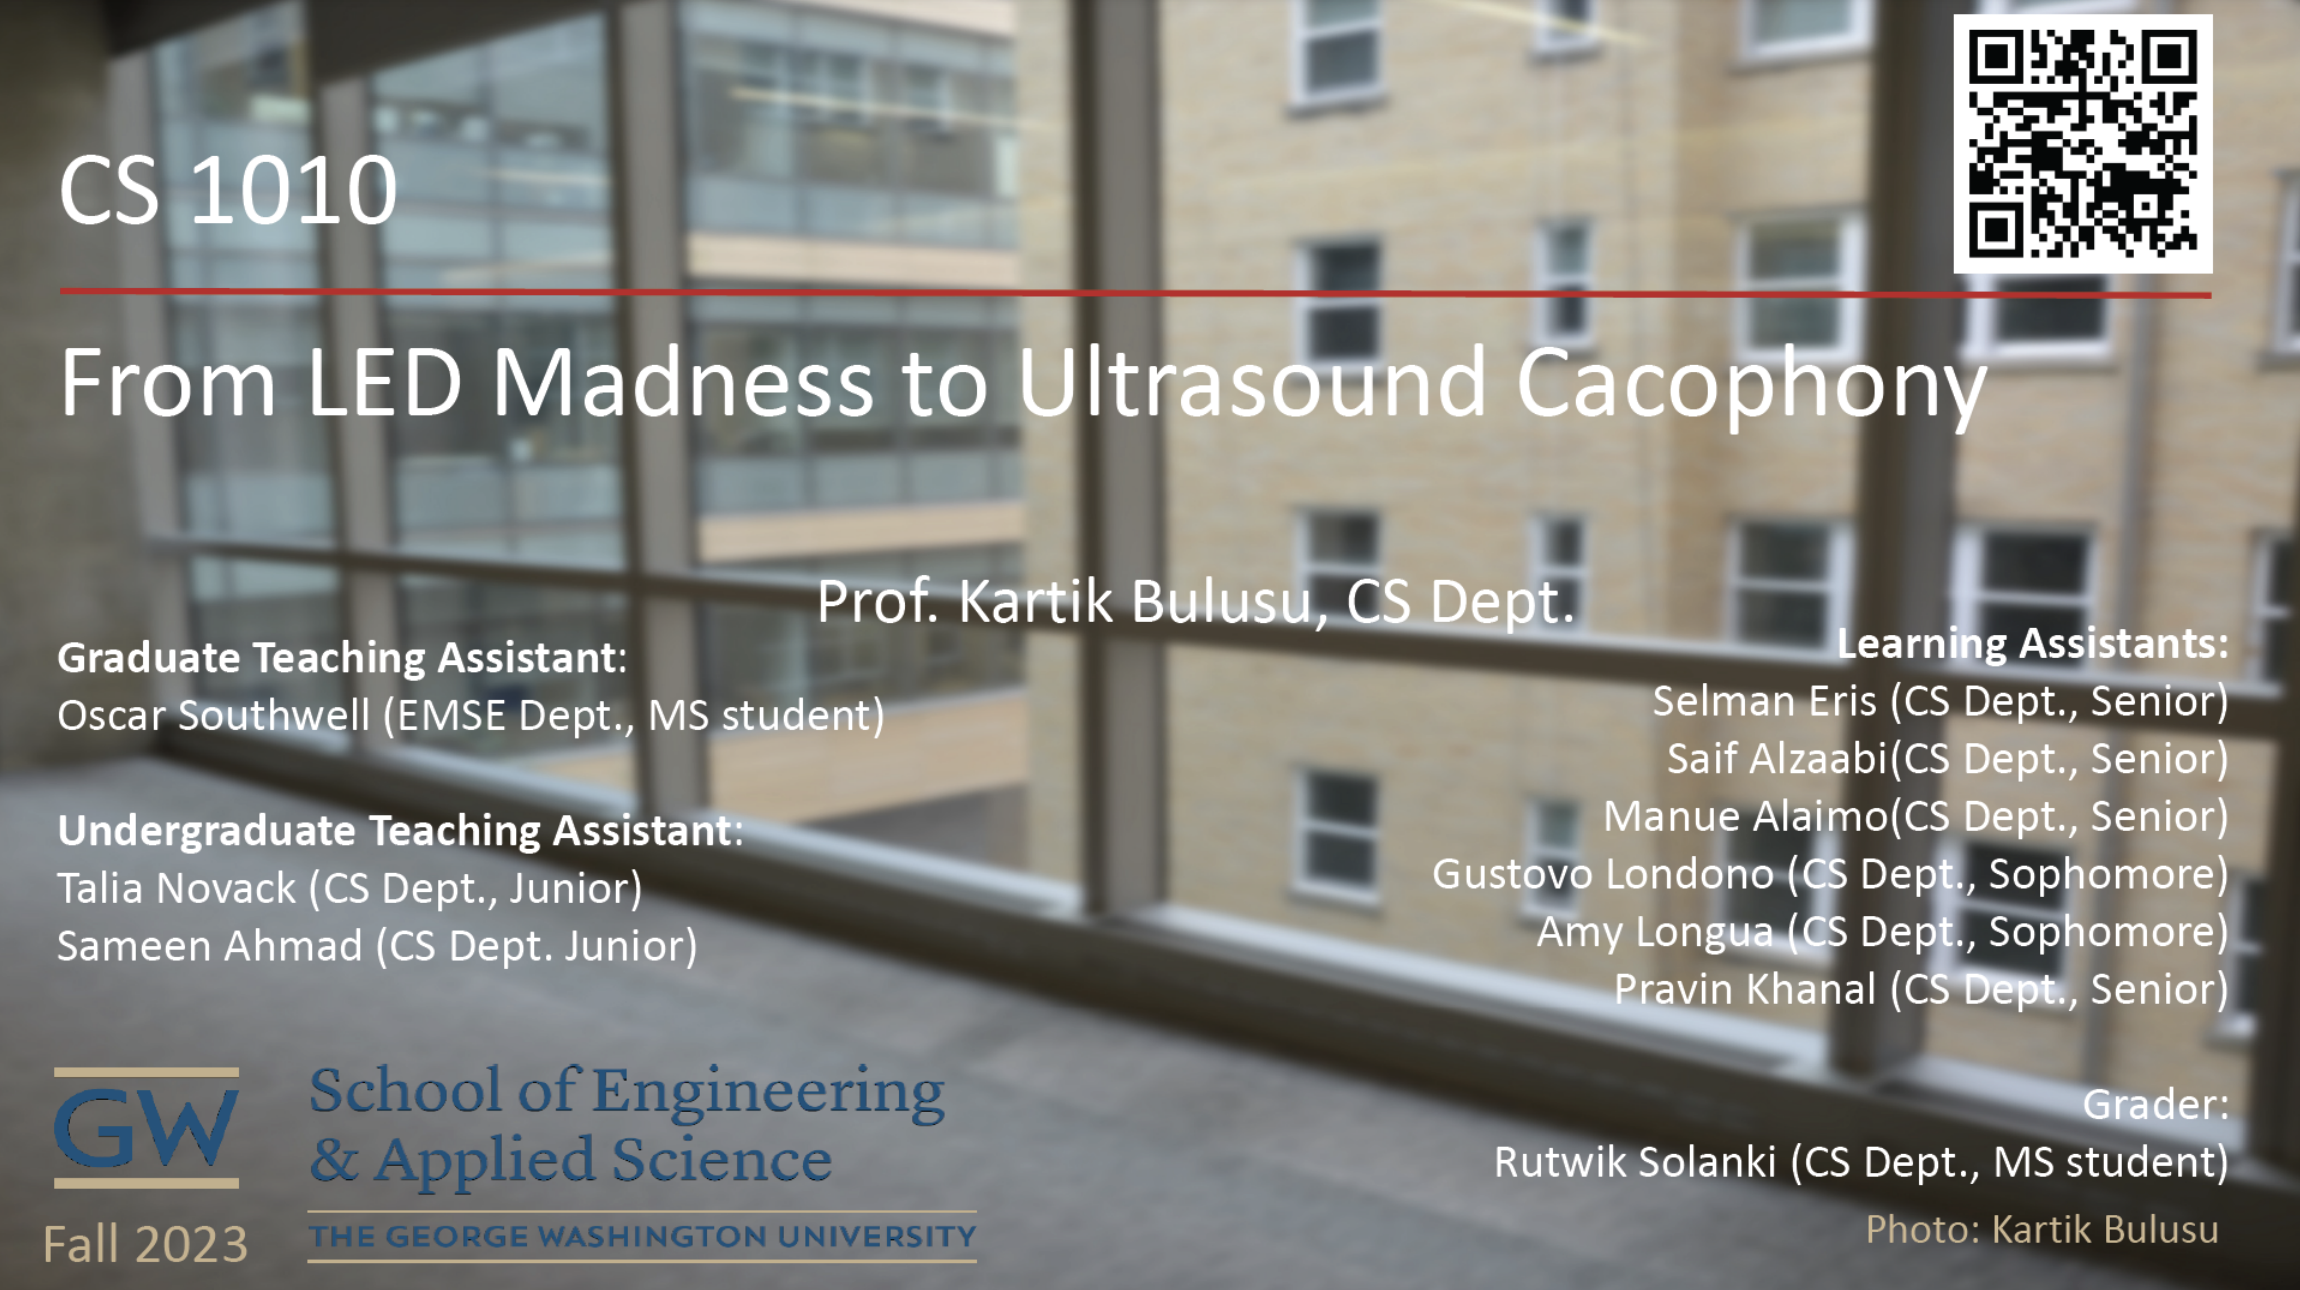 CS 1010
From LED Madness to Ultrasound Cacophony
Prof. Kartik Bulusu, CS Dept.
Graduate Teaching Assistant:
Oscar Southwell (EMSE Dept., MS student)
Undergraduate Teaching Assistant:
Talia Novack (CS Dept., Junior)
Sameen Ahmad (CS Dept. Junior)
Learning Assistants:
Selman Eris (CS Dept., Senior)
Saif Alzaabi(CS Dept., Senior)
Manue Alaimo(CS Dept., Senior)
Gustovo Londono (CS Dept., Sophomore)
Amy Longua (CS Dept., Sophomore)
Pravin Khanal (CS Dept., Senior)
Grader:
Rutwik Solanki (CS Dept., MS student)
Photo: Kartik Bulusu
GW
School of Engineering
& Applied Science
THE GEORGE WASHINGTON UNIVERSITY
Fall 2023